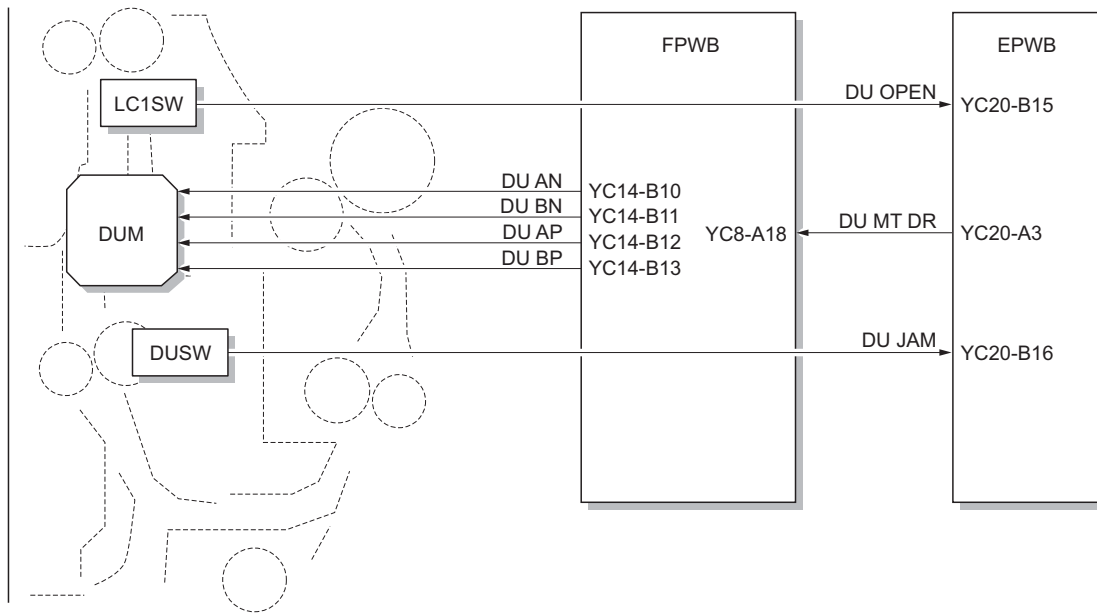 FPWB
EPWB
LC1SW
DU OPEN
YC20-B15
DUM
DU AN
YC14-B10
DU BN
YC14-B11
DU AP
YC14-B12
DU BP
YC14-B13
YC8-A18
DU MT DR
YC20-A3
DUSW
DU JAM
YC20-B16